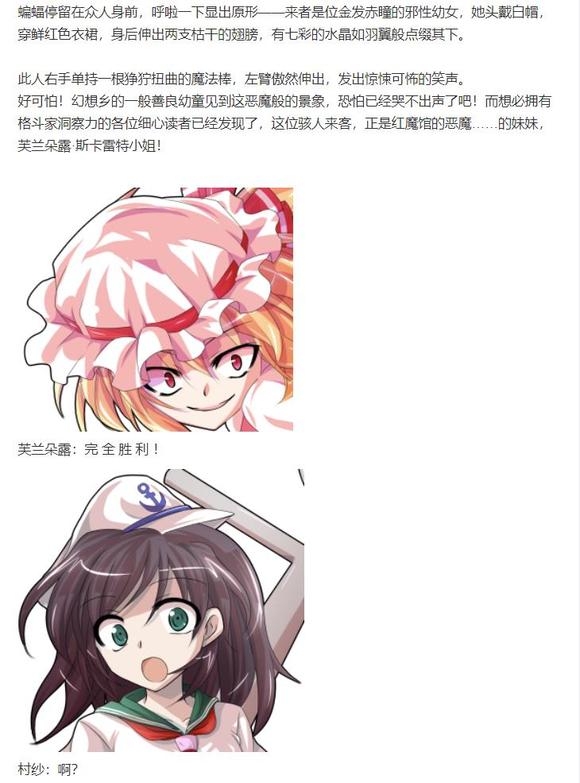 蝙蝠停留在众人身前，呼啦一下显出原形——来者是位金发赤瞳的邪性幼女，她头戴白帽，
穿鲜红色衣裙，身后伸出两支枯干的翅膀，有七彩的水晶如羽翼般点缀其下。
此人右手单持一根狰狞扭曲的魔法棒，左臂傲然伸出，发出惊悚可怖的笑声。
好可怕！幻想乡的一般善良幼童见到这恶魔般的景象，恐怕已经哭不出声了吧！而想必拥有
格斗家洞察力的各位细心读者已经发现了，这位骇人来客，正是红魔馆的恶魔……的妹妹，
芙兰朵露·斯卡雷特小姐！
芙兰朵露：完 全 胜 利 ！
村纱：啊？